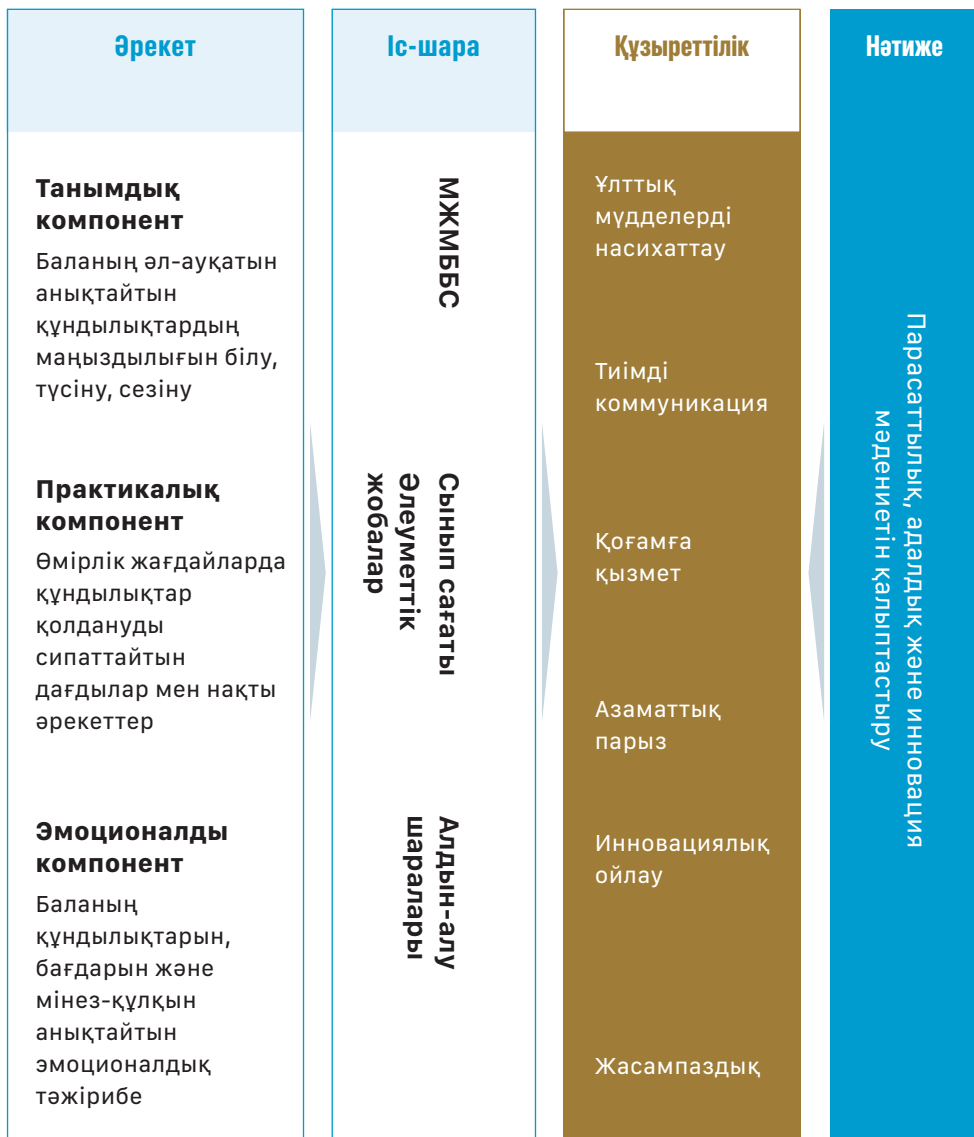 Әрекет
Танымдық
компонент
Баланың әл-ауқатын
анықтайтын
құндылықтардың
маңыздылығын білу,
түсіну, сезіну
Практикалық
компонент
Өмірлік жағдайларда
құндылықтар
қолдануды
сипаттайтын
дағдылар мен нақты
әрекеттер
Эмоционалды
компонент
Баланың
құндылықтарын,
бағдарын және
мінез-құлқын
анықтайтын
эмоционалдық
тәжірибе
Іс-шара
МЖМББС
Сынып сағаты
Әлеуметтік
жобалар
Алдын-алу
шаралары
Құзыреттілік
Ұлттық
мүдделерді
насихаттау
Тиімді
коммуникация
Қоғамға
қызмет
Азаматтық
парыз
Инновациялық
ойлау
Жасампаздық
Нәтиже
Парасаттылық, адалдық және инновация
мәдениетін қалыптастыру